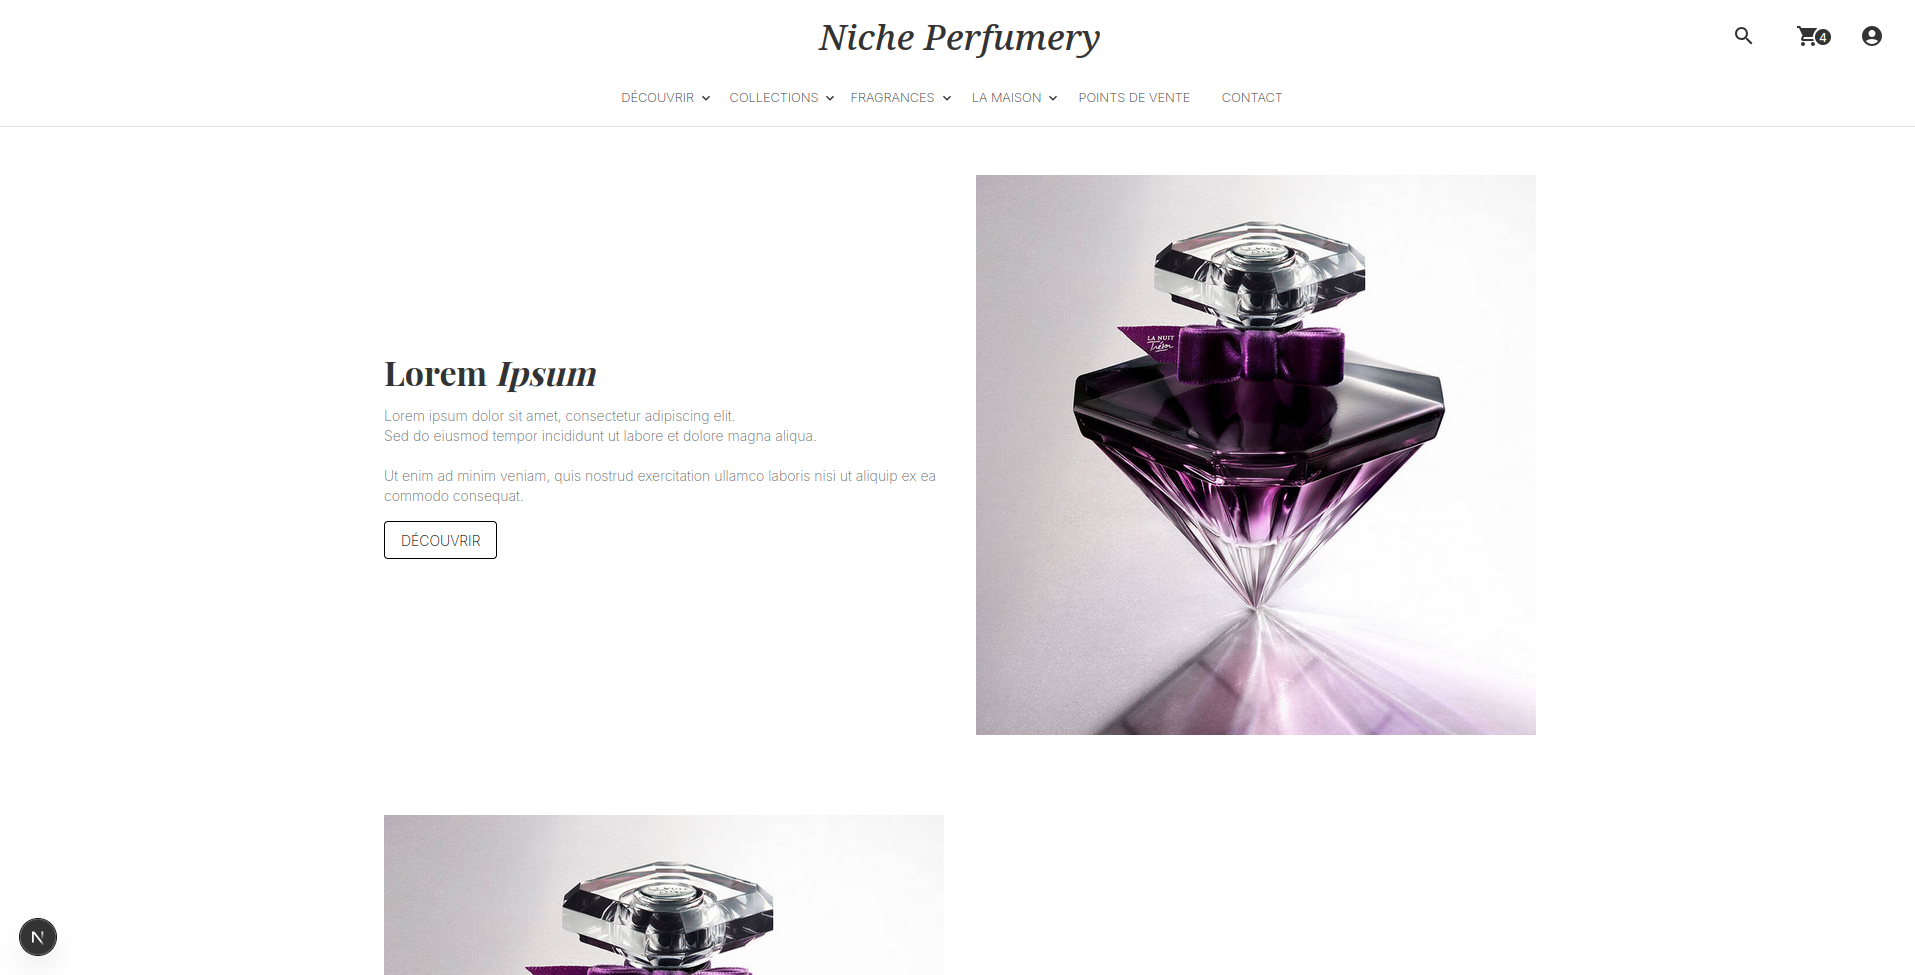 Niche Perfumery
4
DÉCOUVRIR
COLLECTIONS
FRAGRANCES
LA MAISON
POINTS DE VENTE
CONTACT
LA NUIT
Trésor
Lorem Ipsum
Lorem ipsum dolor sit amet, consectetur adipiscing elit.
Sed do eiusmod tempor incididunt ut labore et dolore magna aliqua.
Ut enim ad minim veniam, quis nostrud exercitation ullamco laboris nisi ut aliquip ex ea
commodo consequat.
DÉCOUVRIR
N